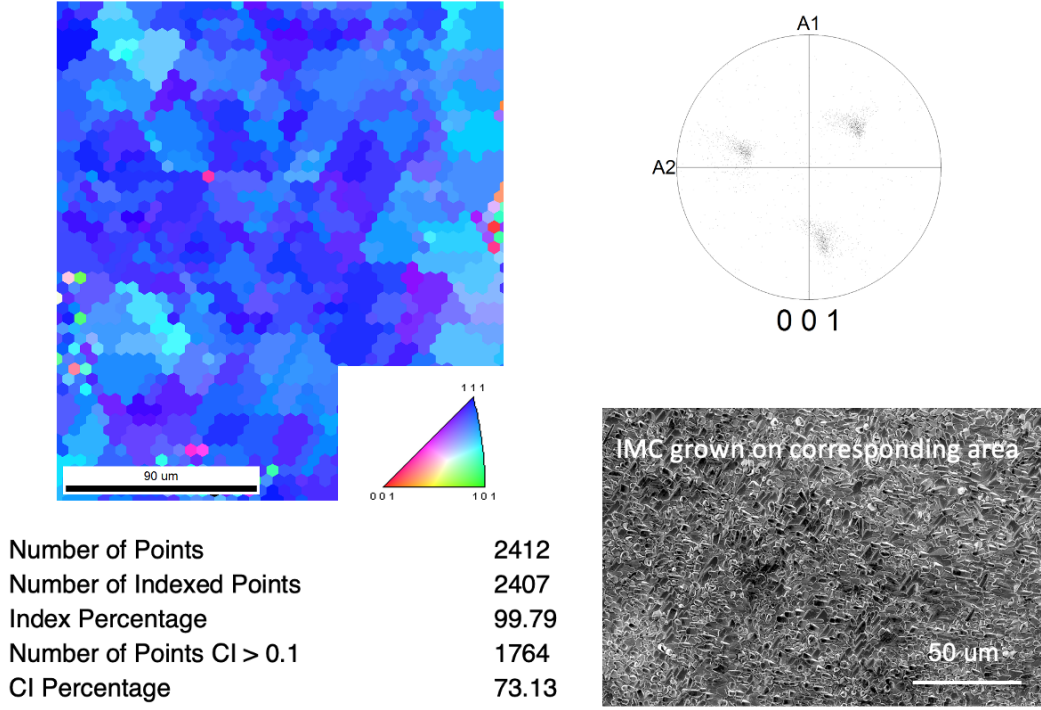 A1
A2
0 0 1
1 1 1
0 0 1
1 0 1
90 um
IMC grown on corresponding area
50 um
Number of Points 2412
Number of Indexed Points 2407
Index Percentage 99.79
Number of Points CI > 0.1 1764
CI Percentage 73.13